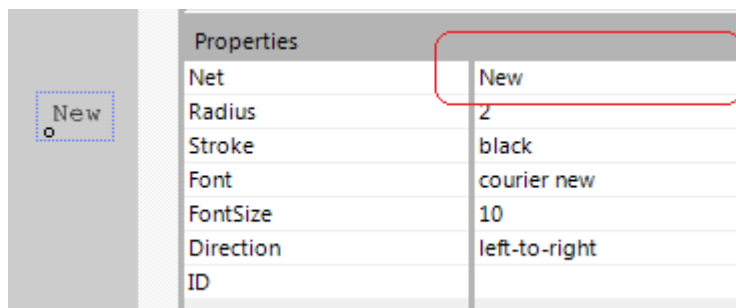 New
Properties
Net New
Radius 2
Stroke black
Font courier new
FontSize 10
Direction left-to-right
ID